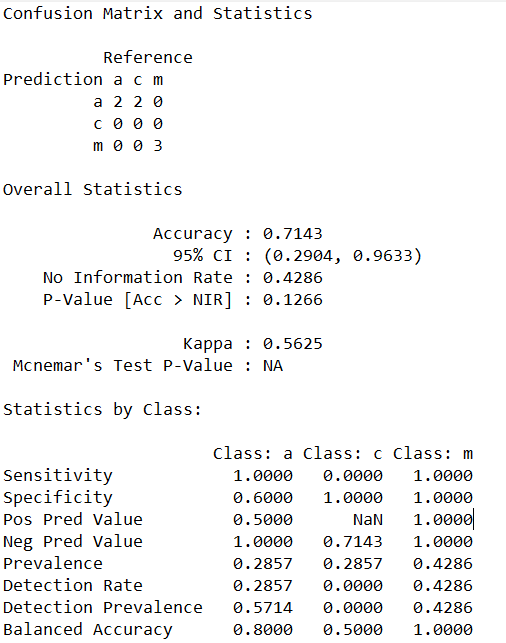 Confusion Matrix and Statistics
Reference
Prediction a c m
a 2 2 0
c 0 0 0
m 0 0 3
Overall Statistics
Accuracy : 0.7143
95% CI : (0.2904, 0.9633)
No Information Rate : 0.4286
P-Value [Acc > NIR] : 0.1266
Kappa : 0.5625
Mcnemar's Test P-Value : NA
Statistics by Class:
Class: a Class: c Class: m
Sensitivity 1.0000 0.0000 1.0000
Specificity 0.6000 1.0000 1.0000
Pos Pred Value 0.5000 NaN 1.0000
Neg Pred Value 1.0000 0.7143 1.0000
Prevalence 0.2857 0.2857 0.4286
Detection Rate 0.2857 0.0000 0.4286
Detection Prevalence 0.5714 0.0000 0.4286
Balanced Accuracy 0.8000 0.5000 1.0000